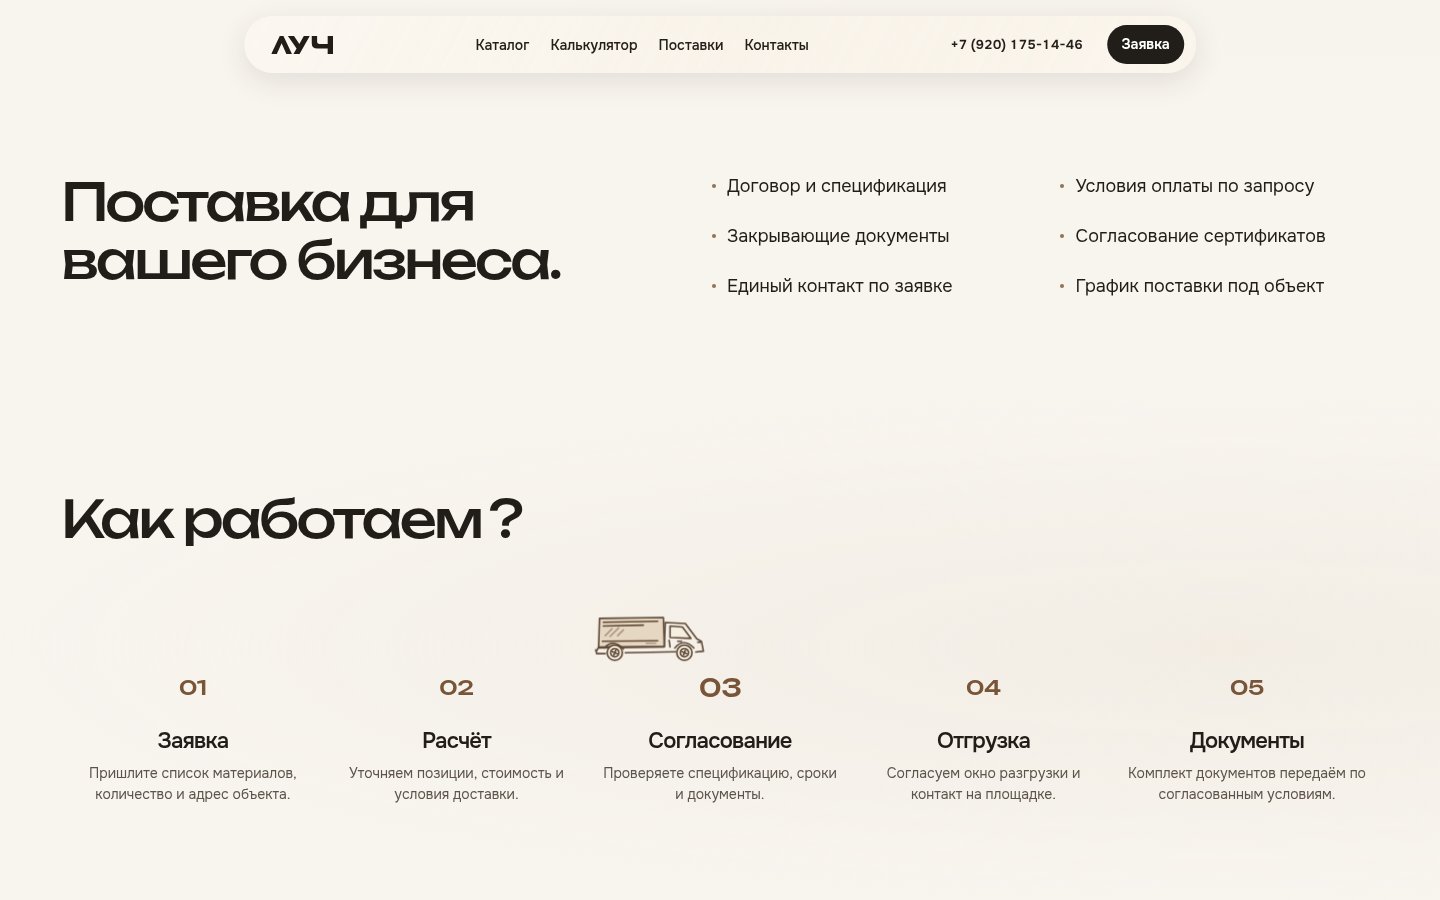 ЛУЧ
Каталог
Калькулятор
Поставки
Контакты
+7 (920) 175-14-46
Заявка
Поставка для
вашего бизнеса.
Договор и спецификация
Условия оплаты по запросу
Закрывающие документы
Согласование сертификатов
Единый контакт по заявке
График поставки под объект
Как работаем ?
01
Заявка
Пришлите список материалов,
количество и адрес объекта.
02
Расчёт
Уточняем позиции, стоимость и
условия доставки.
03
Согласование
Проверяете спецификацию, сроки
и документы.
04
Отгрузка
Согласуем окно разгрузки и
контакт на площадке.
05
Документы
Комплект документов передаём по
согласованным условиям.